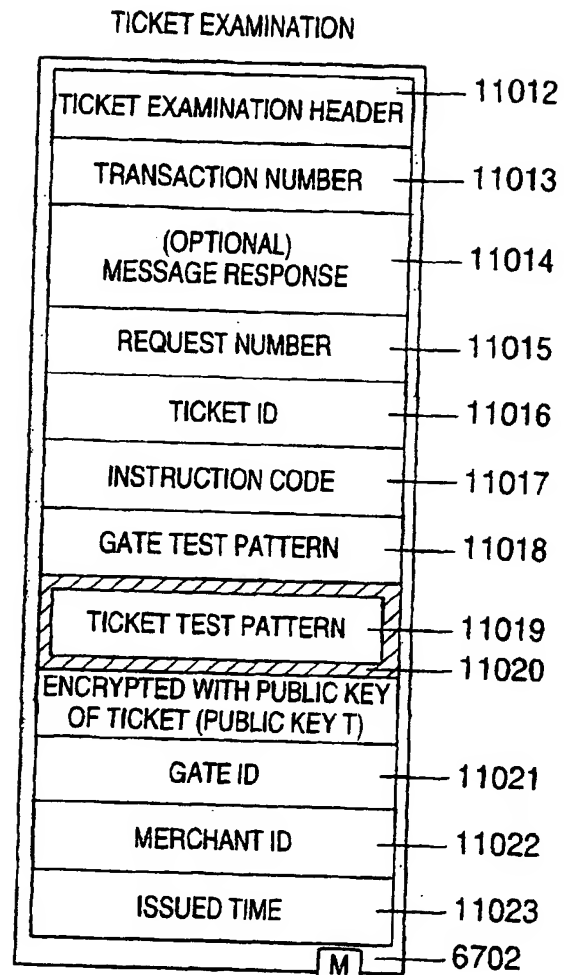 TICKET EXAMINATION
TICKET EXAMINATION HEADER 11012
TRANSACTION NUMBER 11013
(OPTIONAL)
MESSAGE RESPONSE 11014
REQUEST NUMBER 11015
TICKET ID 11016
INSTRUCTION CODE 11017
GATE TEST PATTERN 11018
TICKET TEST PATTERN 11019
11020
ENCRYPTED WITH PUBLIC KEY
OF TICKET (PUBLIC KEY T)
GATE ID 11021
MERCHANT ID 11022
ISSUED TIME 11023
M 6702